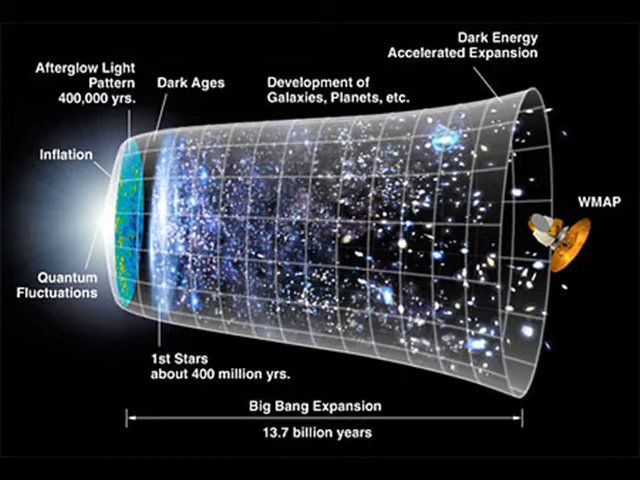 Dark Energy
Accelerated Expansion
Afterglow Light
Pattern
400,000 yrs.
Dark Ages
Development of
Galaxies, Planets, etc.
Inflation
WMAP
Quantum
Fluctuations
1st Stars
about 400 million yrs.
Big Bang Expansion
13.7 billion years